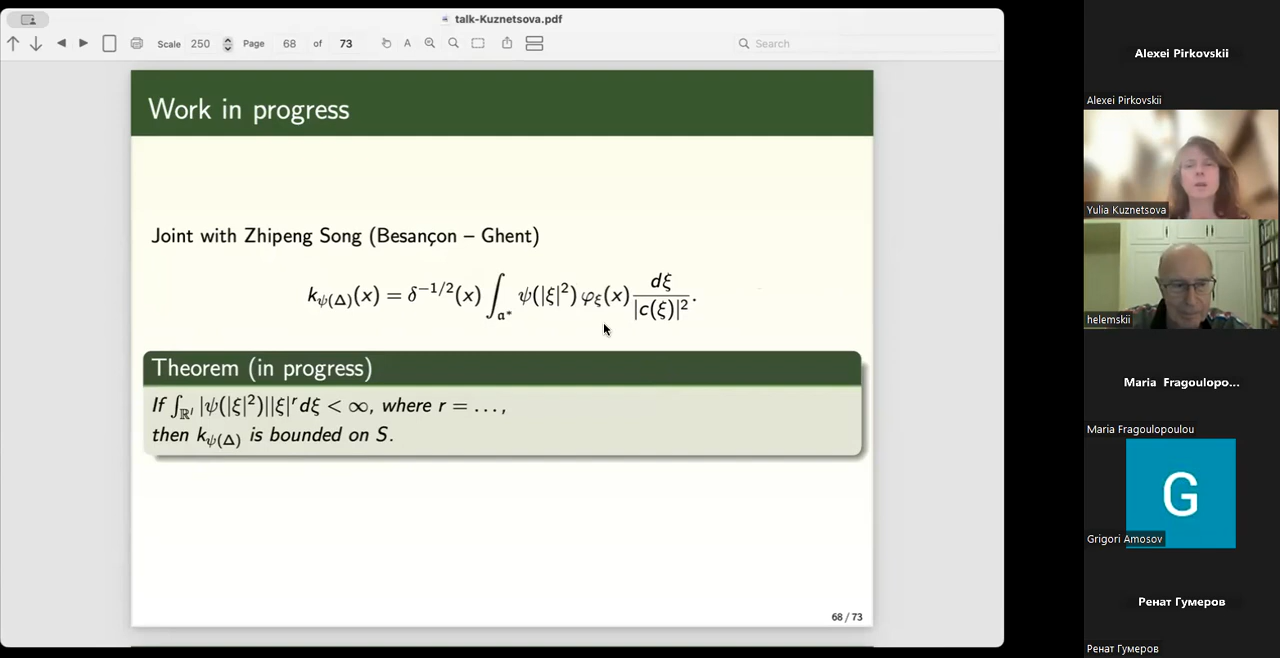 talk-Kuznetsova.pdf
Scale 250 Page 68 of 73 A Search
Work in progress
Joint with Zhipeng Song (Besançon – Ghent)
k_{ψ(Δ)}(x) = δ^{-1/2}(x) ∫_{𝔞*} ψ(|ξ|²) φ_ξ(x) dξ/|c(ξ)|².
Theorem (in progress)
If ∫_{ℝ^l} |ψ(|ξ|²)||ξ|^r dξ < ∞, where r = …,
then k_{ψ(Δ)} is bounded on S.
68 / 73
Alexei Pirkovskii
Alexei Pirkovskii
Yulia Kuznetsova
helemskii
Maria Fragoulopo...
Maria Fragoulopoulou
G
Grigori Amosov
Ренат Гумеров
Ренат Гумеров